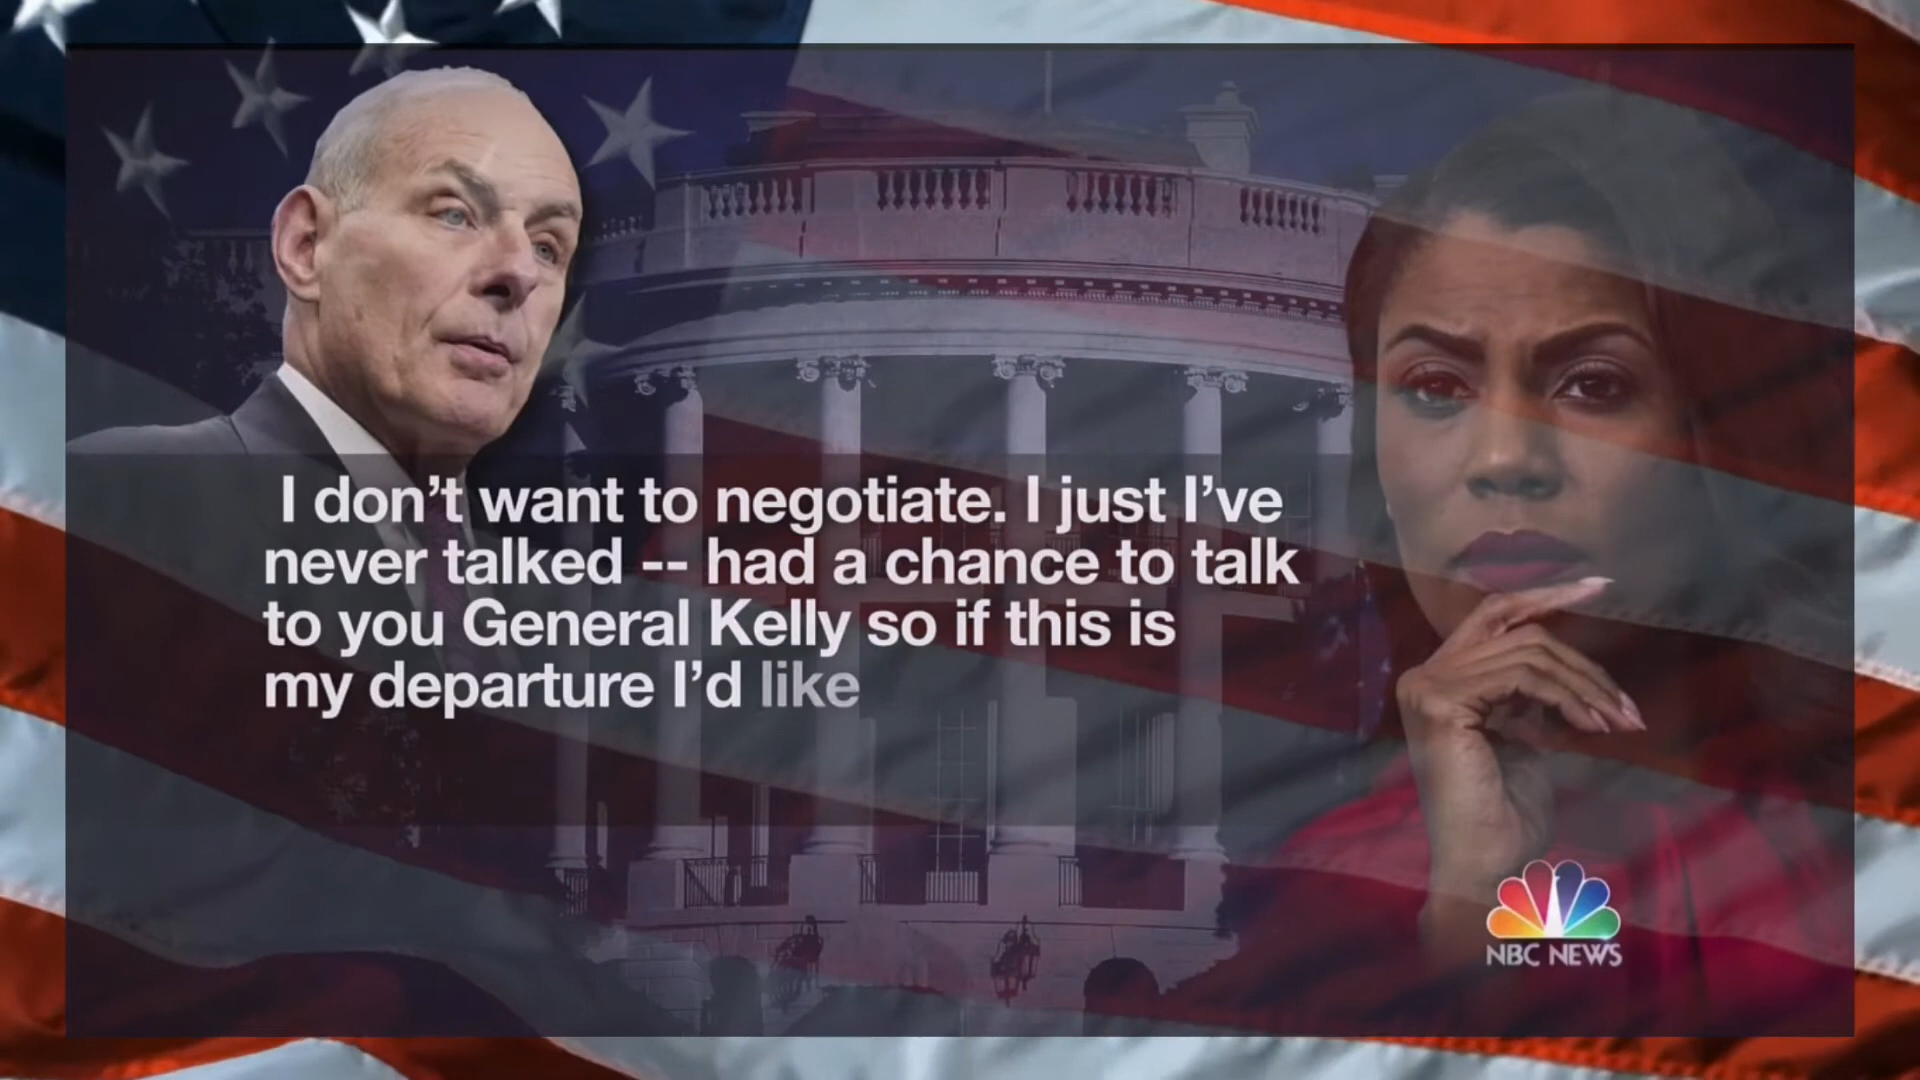 I don't want to negotiate. I just I've
never talked -- had a chance to talk
to you General Kelly so if this is
my departure I'd like
NBC NEWS